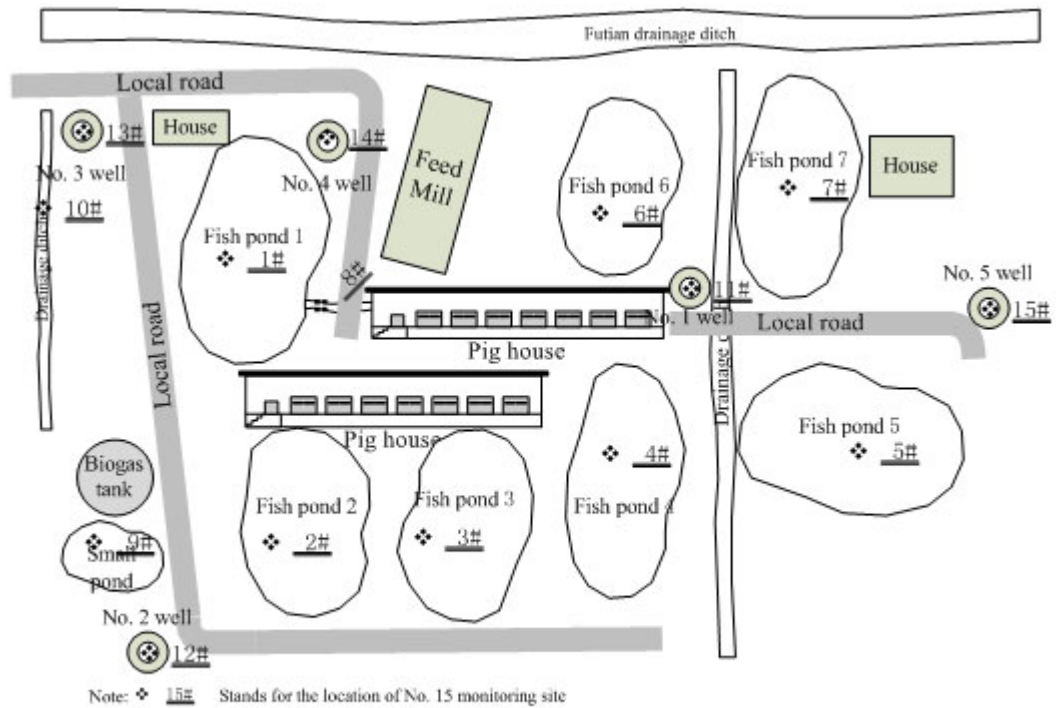 Futian drainage ditch
Local road
13#
House
14#
No. 3 well
No. 4 well
Feed
Mill
Fish pond 6
6#
Fish pond 7
7#
House
10#
Drainage ditch
Fish pond 1
1#
8#
11#
No. 1 well
No. 5 well
15#
Local road
Pig house
Local road
Pig house
Drainage d
4#
Fish pond 4
Fish pond 5
5#
Biogas
tank
Fish pond 2
2#
Fish pond 3
3#
9#
Small
pond
No. 2 well
12#
Note: 15# Stands for the location of No. 15 monitoring site